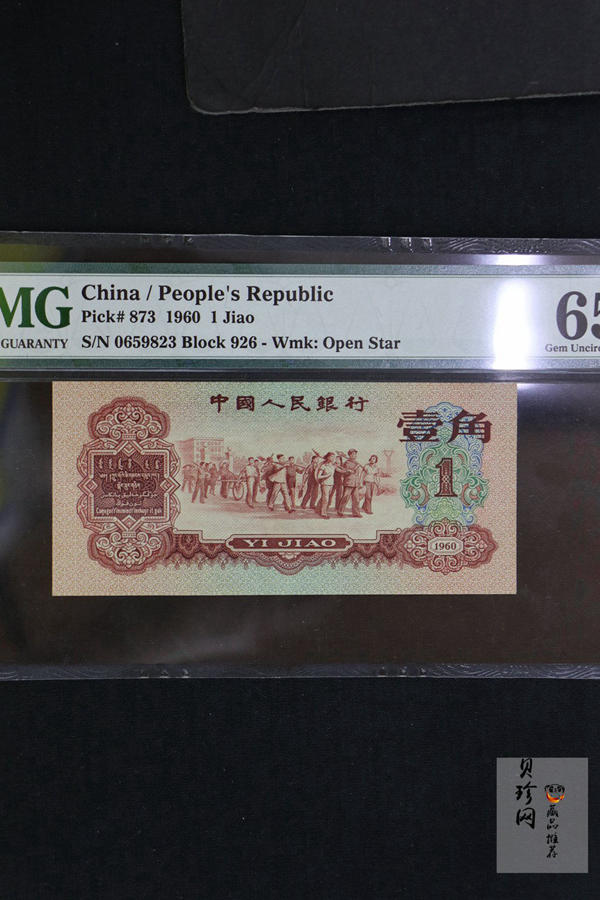 MG
GUARANTY
China / People's Republic
Pick# 873 1960 1 Jiao
S/N 0659823 Block 926 - Wmk: Open Star
65
Gem Uncirc
中國人民銀行
壹角
1
YI JIAO
1960
贝珍网
藏品推荐